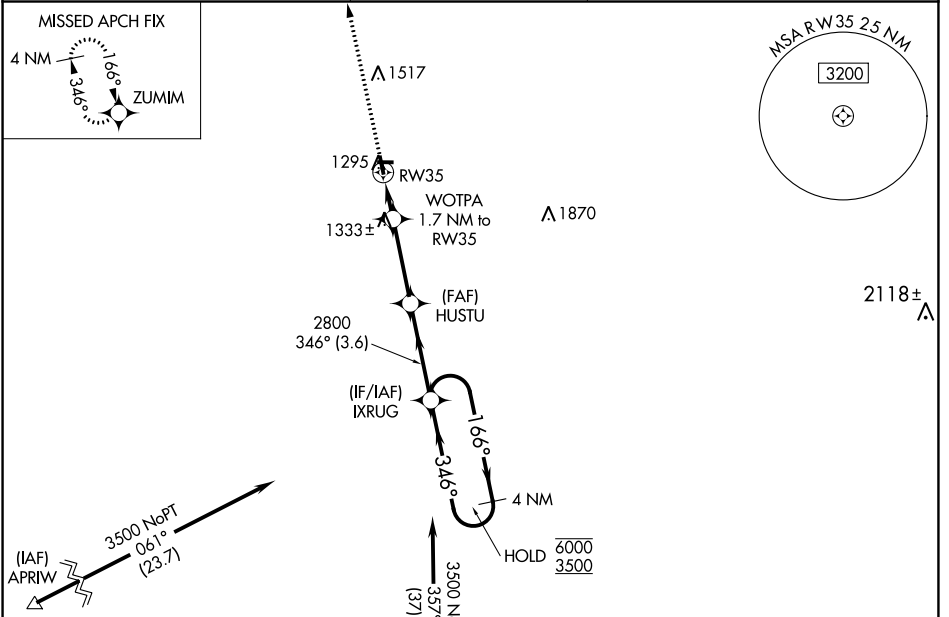 MISSED APCH FIX
4 NM
166°
346°
ZUMIM
1517
MSA RW35 25 NM
3200
1295
RW35
WOTPA
1.7 NM to
RW35
1333±
1870
2118±
(FAF)
HUSTU
2800
346° (3.6)
(IF/IAF)
IXRUG
166°
346°
4 NM
HOLD
6000
3500
3500 NoPT
061°
(23.7)
(IAF)
APRIW
3500 N
357°
(37)